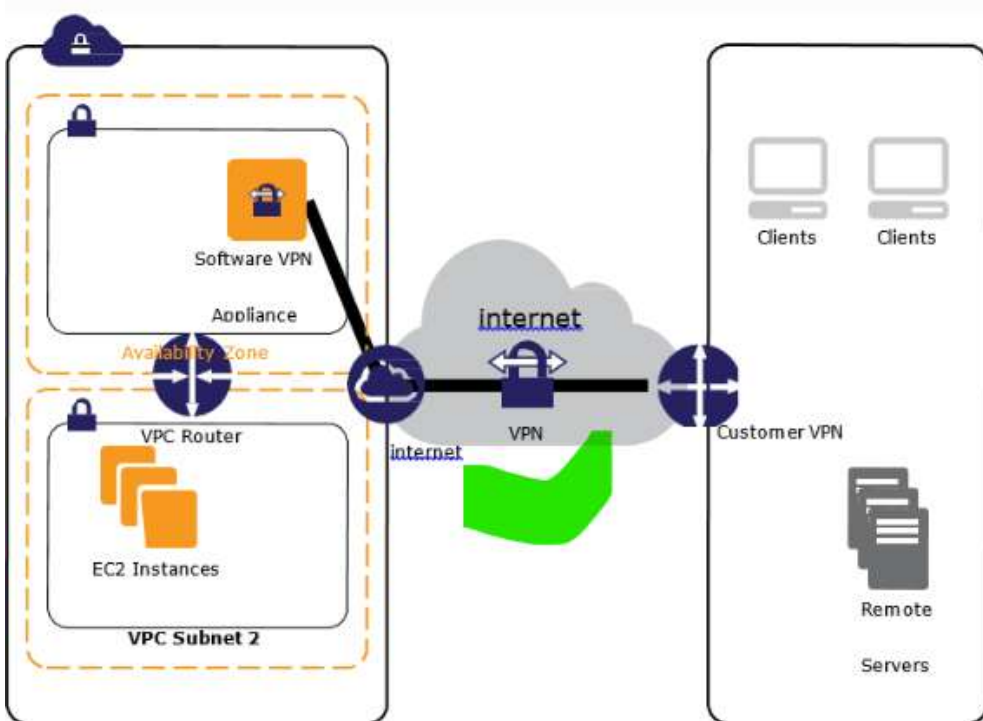 Software VPN
Appliance
Availability Zone
VPC Router
EC2 Instances
VPC Subnet 2
internet
internet
VPN
Customer VPN
Clients
Clients
Remote
Servers